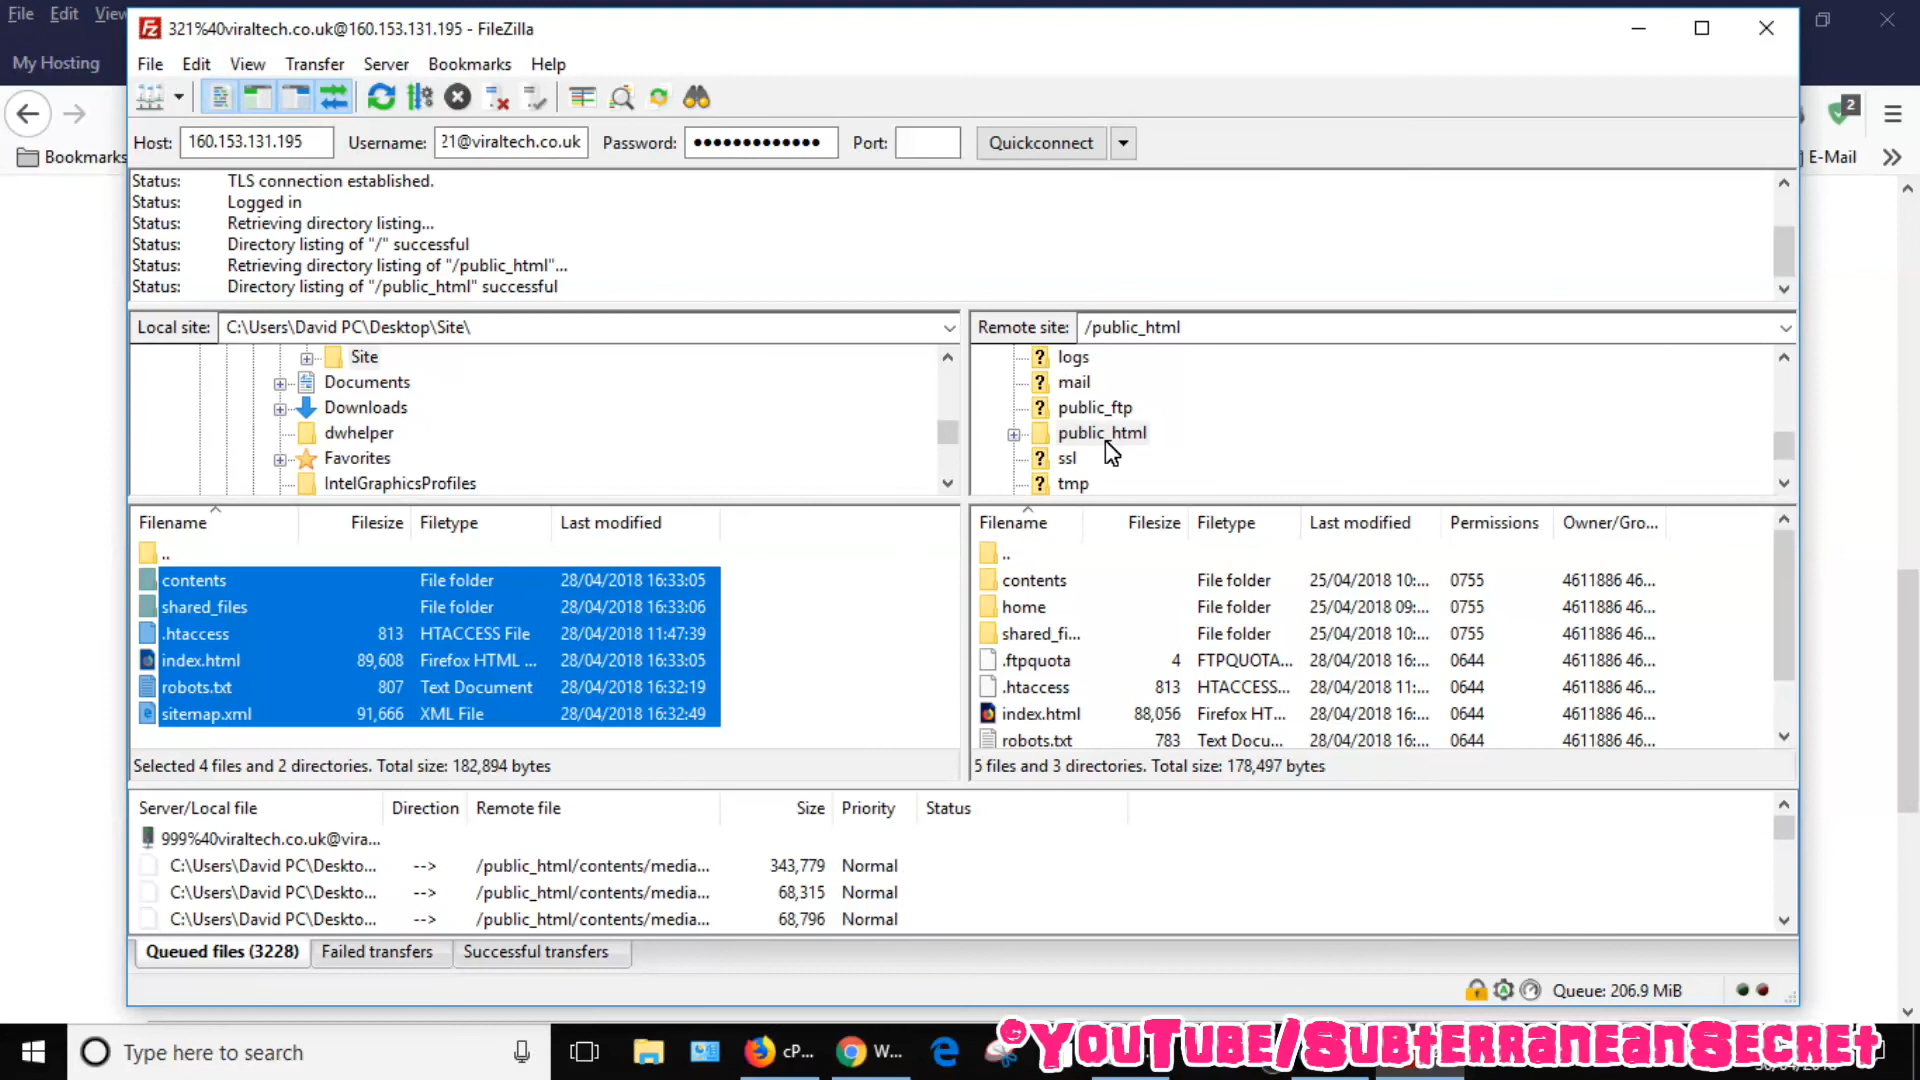 File Edit View
321%40viraltech.co.uk@160.153.131.195 - FileZilla
My Hosting
File Edit View Transfer Server Bookmarks Help
2
Host: 160.153.131.195 Username: 21@viraltech.co.uk Password: ●●●●●●●●●●●●● Port: Quickconnect
Bookmarks
E-Mail
Status: TLS connection established.
Status: Logged in
Status: Retrieving directory listing...
Status: Directory listing of "/" successful
Status: Retrieving directory listing of "/public_html"...
Status: Directory listing of "/public_html" successful
Local site: C:\Users\David PC\Desktop\Site\
Site
Documents
Downloads
dwhelper
Favorites
IntelGraphicsProfiles
Remote site: /public_html
logs
mail
public_ftp
public_html
ssl
tmp
Filename Filesize Filetype Last modified
..
contents File folder 28/04/2018 16:33:05
shared_files File folder 28/04/2018 16:33:06
.htaccess 813 HTACCESS File 28/04/2018 11:47:39
index.html 89,608 Firefox HTML ... 28/04/2018 16:33:05
robots.txt 807 Text Document 28/04/2018 16:32:19
sitemap.xml 91,666 XML File 28/04/2018 16:32:49
Selected 4 files and 2 directories. Total size: 182,894 bytes
Filename Filesize Filetype Last modified Permissions Owner/Gro...
..
contents File folder 25/04/2018 10:... 0755 4611886 46...
home File folder 25/04/2018 09:... 0755 4611886 46...
shared_fi... File folder 25/04/2018 10:... 0755 4611886 46...
.ftpquota 4 FTPQUOTA... 28/04/2018 16:... 0644 4611886 46...
.htaccess 813 HTACCESS... 28/04/2018 11:... 0644 4611886 46...
index.html 88,056 Firefox HT... 28/04/2018 16:... 0644 4611886 46...
robots.txt 783 Text Docu... 28/04/2018 16:... 0644 4611886 46...
5 files and 3 directories. Total size: 178,497 bytes
Server/Local file Direction Remote file Size Priority Status
999%40viraltech.co.uk@vira...
C:\Users\David PC\Deskto... --> /public_html/contents/media... 343,779 Normal
C:\Users\David PC\Deskto... --> /public_html/contents/media... 68,315 Normal
C:\Users\David PC\Deskto... --> /public_html/contents/media... 68,796 Normal
Queued files (3228) Failed transfers Successful transfers
Queue: 206.9 MiB
Type here to search
cP...
W...
©YouTube/SubterraneanSecret